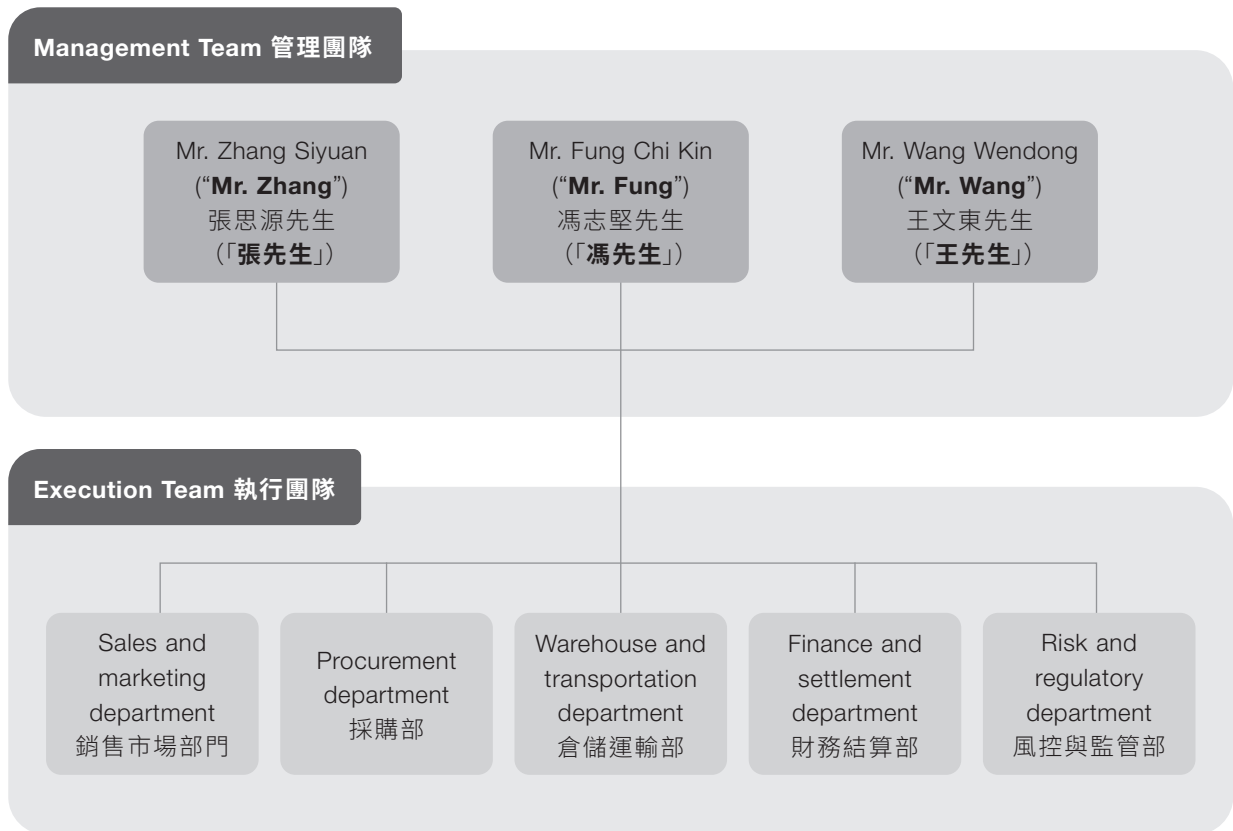 Management Team 管理團隊
Mr. Zhang Siyuan
(“Mr. Zhang”)
張思源先生
(「張先生」)
Mr. Fung Chi Kin
(“Mr. Fung”)
馮志堅先生
(「馮先生」)
Mr. Wang Wendong
(“Mr. Wang”)
王文東先生
(「王先生」)
Execution Team 執行團隊
Sales and
marketing
department
銷售市場部門
Procurement
department
採購部
Warehouse and
transportation
department
倉儲運輸部
Finance and
settlement
department
財務結算部
Risk and
regulatory
department
風控與監管部